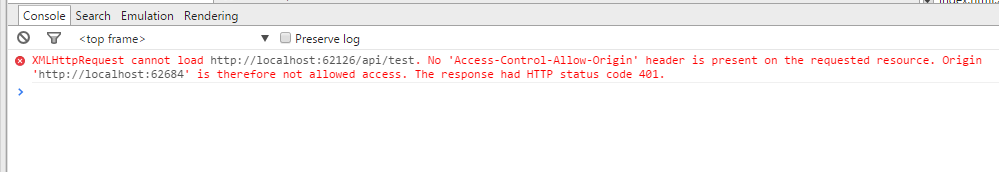 index.html
Console Search Emulation Rendering
<top frame> ▼ Preserve log
XMLHttpRequest cannot load http://localhost:62126/api/test. No 'Access-Control-Allow-Origin' header is present on the requested resource. Origin
'http://localhost:62684' is therefore not allowed access. The response had HTTP status code 401.
>